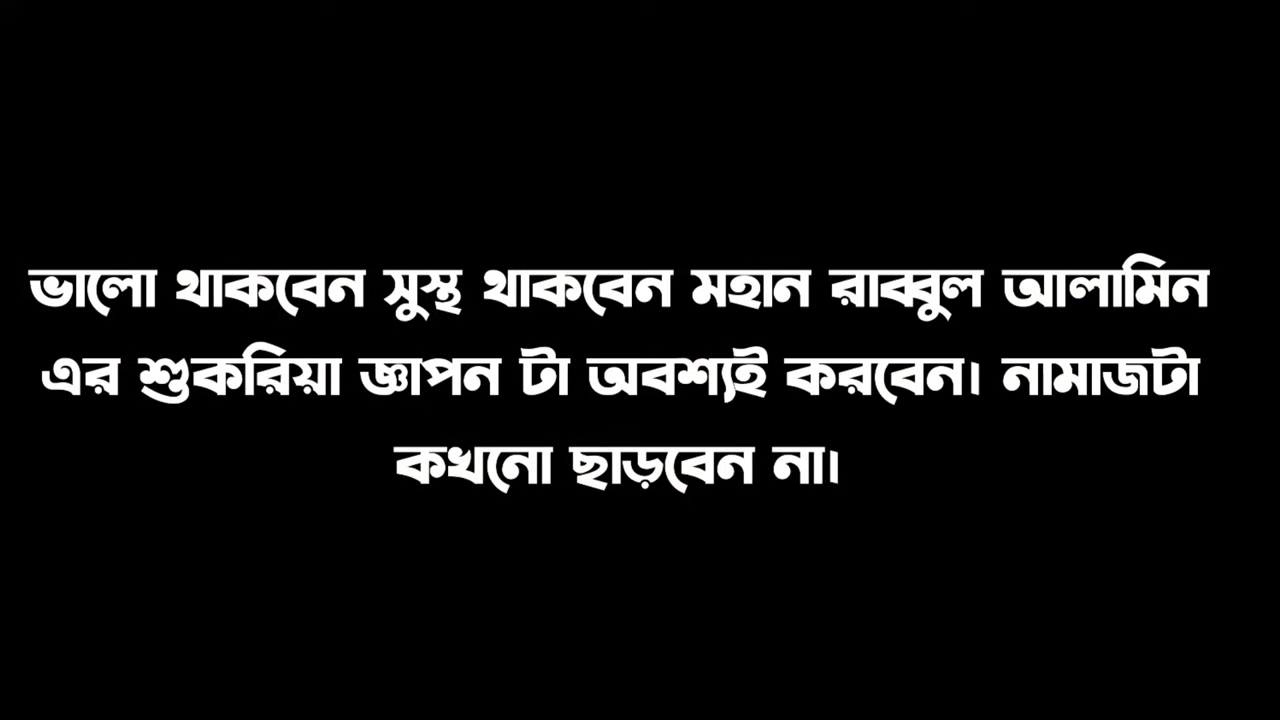 ভালো থাকবেন সুস্থ থাকবেন মহান রাব্বুল আলামিন
এর শুকরিয়া জ্ঞাপন টা অবশ্যই করবেন। নামাজটা
কখনো ছাড়বেন না।